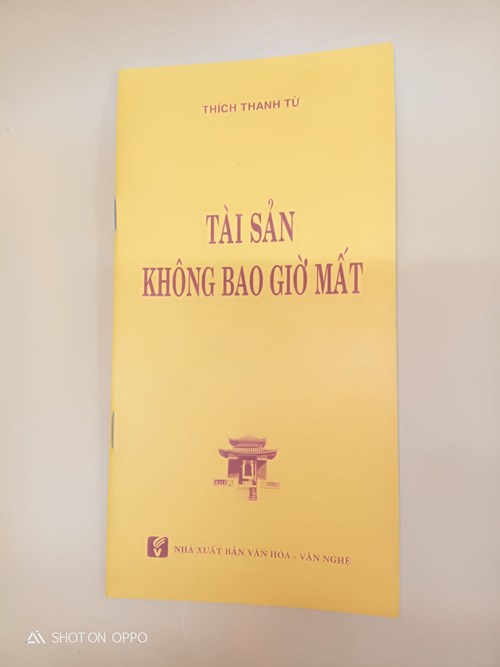 THÍCH THANH TỪ
TÀI SẢN
KHÔNG BAO GIỜ MẤT
NHÀ XUẤT BẢN VĂN HÓA - VĂN NGHỆ
SHOT ON OPPO